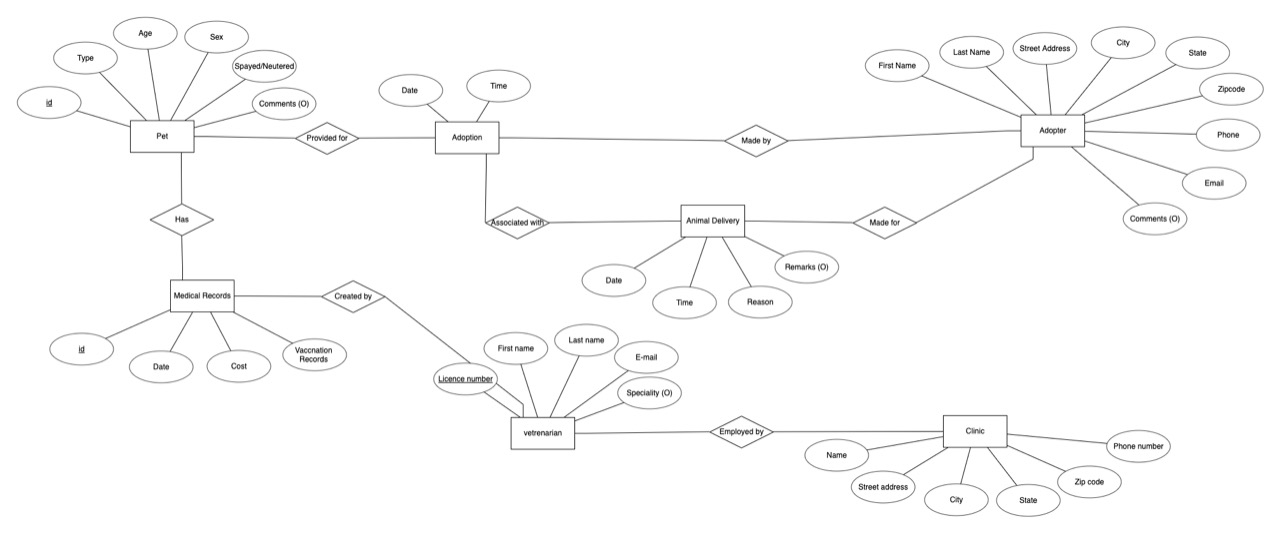 Age
Sex
Type
Spayed/Neutered
id
Comments (O)
Pet
Provided for
Date
Time
Adoption
Made by
First Name
Last Name
Street Address
City
State
Zipcode
Phone
Email
Comments (O)
Adopter
Has
Associated with
Animal Delivery
Made for
Date
Time
Reason
Remarks (O)
Medical Records
Created by
id
Date
Cost
Vaccnation
Records
First name
Last name
E-mail
Licence number
Speciality (O)
vetrenarian
Employed by
Clinic
Name
Street address
City
State
Zip code
Phone number